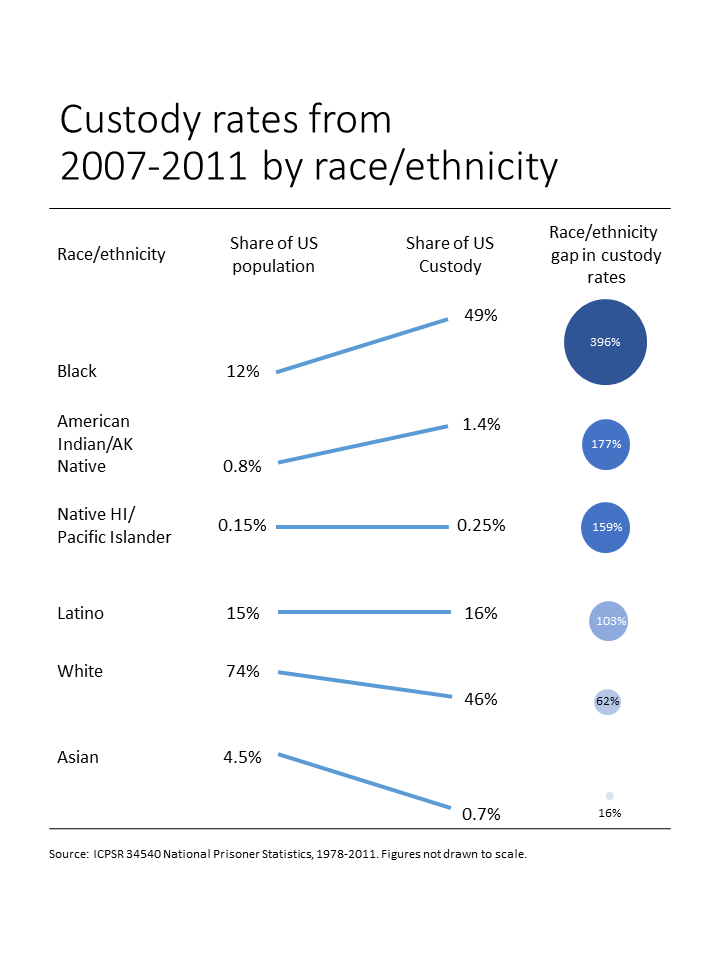 Custody rates from
2007-2011 by race/ethnicity
Race/ethnicity
Share of US
population
Share of US
Custody
Race/ethnicity
gap in custody
rates
Black
12%
49%
396%
American
Indian/AK
Native
0.8%
1.4%
177%
Native HI/
Pacific Islander
0.15%
0.25%
159%
Latino
15%
16%
103%
White
74%
46%
62%
Asian
4.5%
0.7%
16%
Source: ICPSR 34540 National Prisoner Statistics, 1978-2011. Figures not drawn to scale.